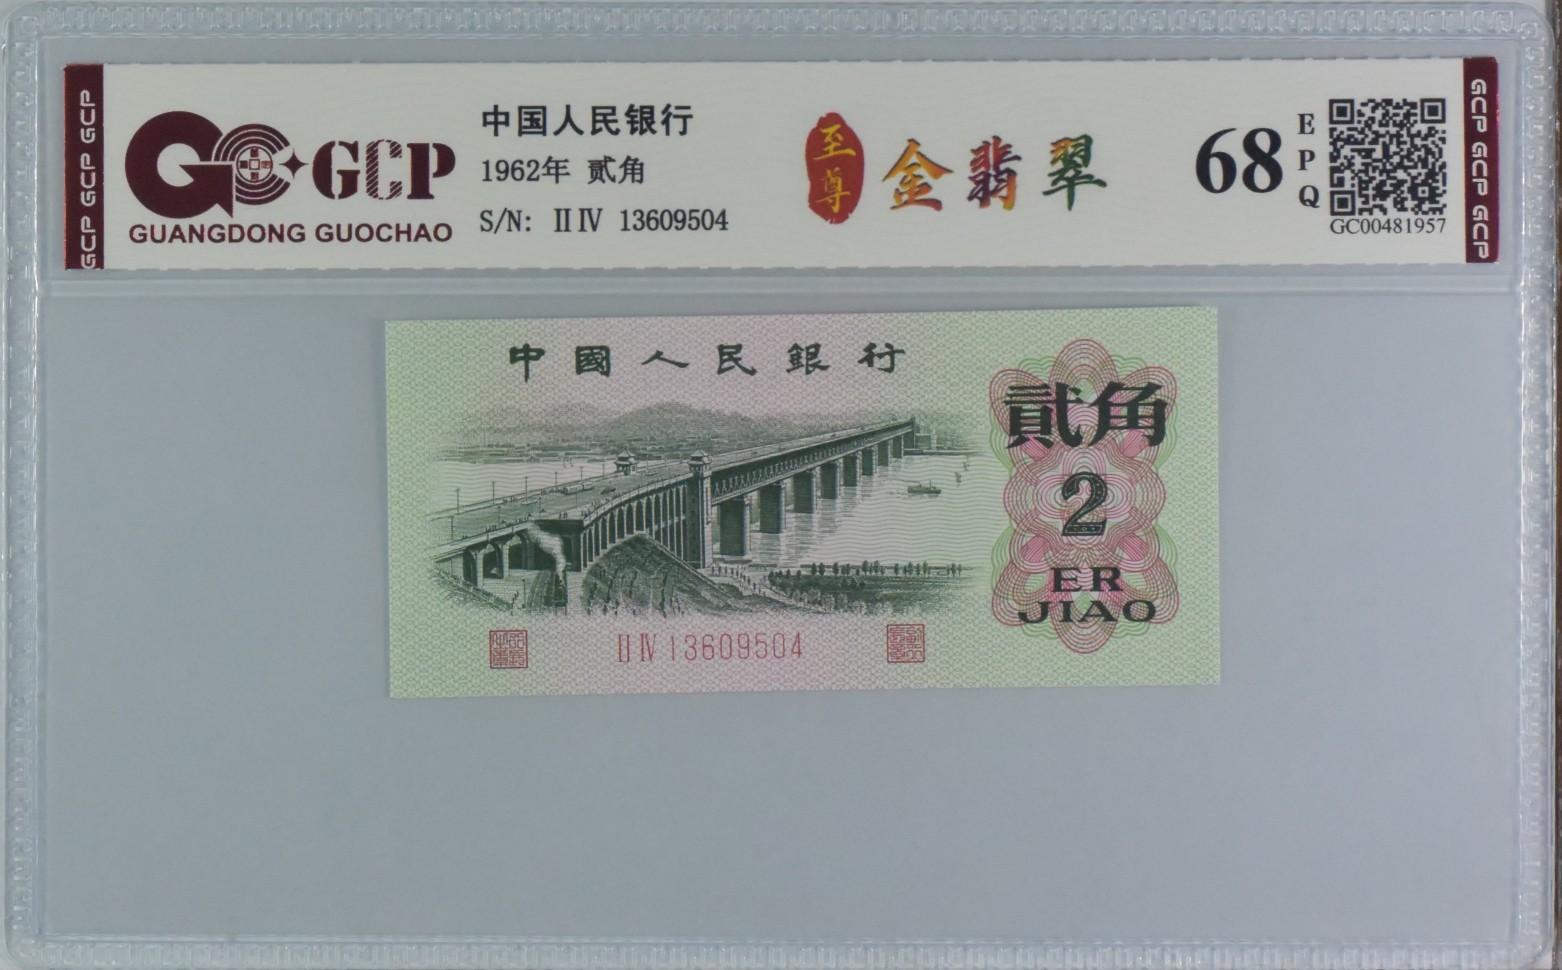 GCP GCP GCP
GCP
GUANGDONG GUOCHAO
中国人民银行
1962年 贰角
S/N: ⅡⅣ 13609504
至尊
金翡翠
68
EPQ
GC00481957
GCP GCP GCP
中國人民銀行
貳角
2
ER
JIAO
ⅡⅣ 13609504